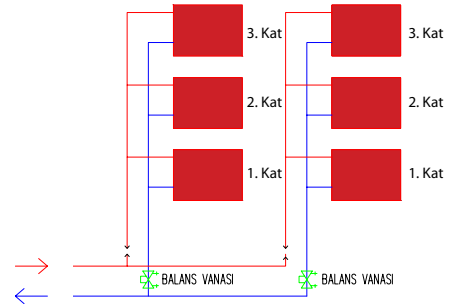 3. Kat
3. Kat
2. Kat
2. Kat
1. Kat
1. Kat
BALANS VANASI
BALANS VANASI